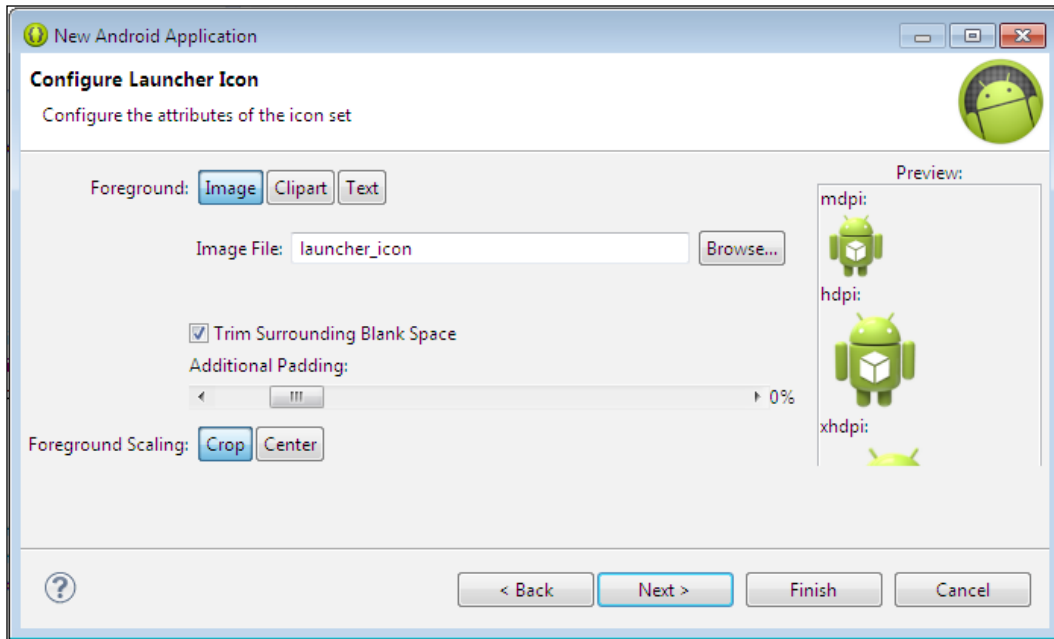 New Android Application
Configure Launcher Icon
Configure the attributes of the icon set
Preview:
Foreground: Image Clipart Text
mdpi:
Image File: launcher_icon Browse...
hdpi:
Trim Surrounding Blank Space
Additional Padding:
0%
xhdpi:
Foreground Scaling: Crop Center
? < Back Next > Finish Cancel